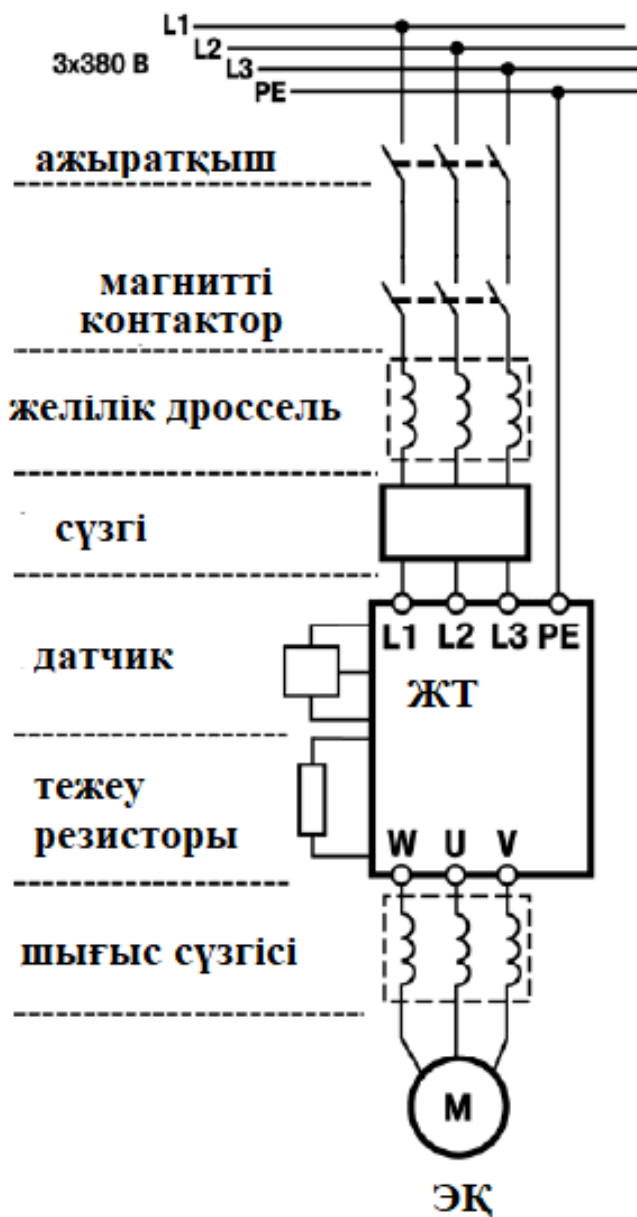 L1
L2
3x380 В
L3
PE
ажыратқыш
магнитті
контактор
желілік дроссель
сүзгі
L1 L2 L3 PE
датчик
ЖТ
тежеу
резисторы
W U V
шығыс сүзгісі
M
ЭҚ